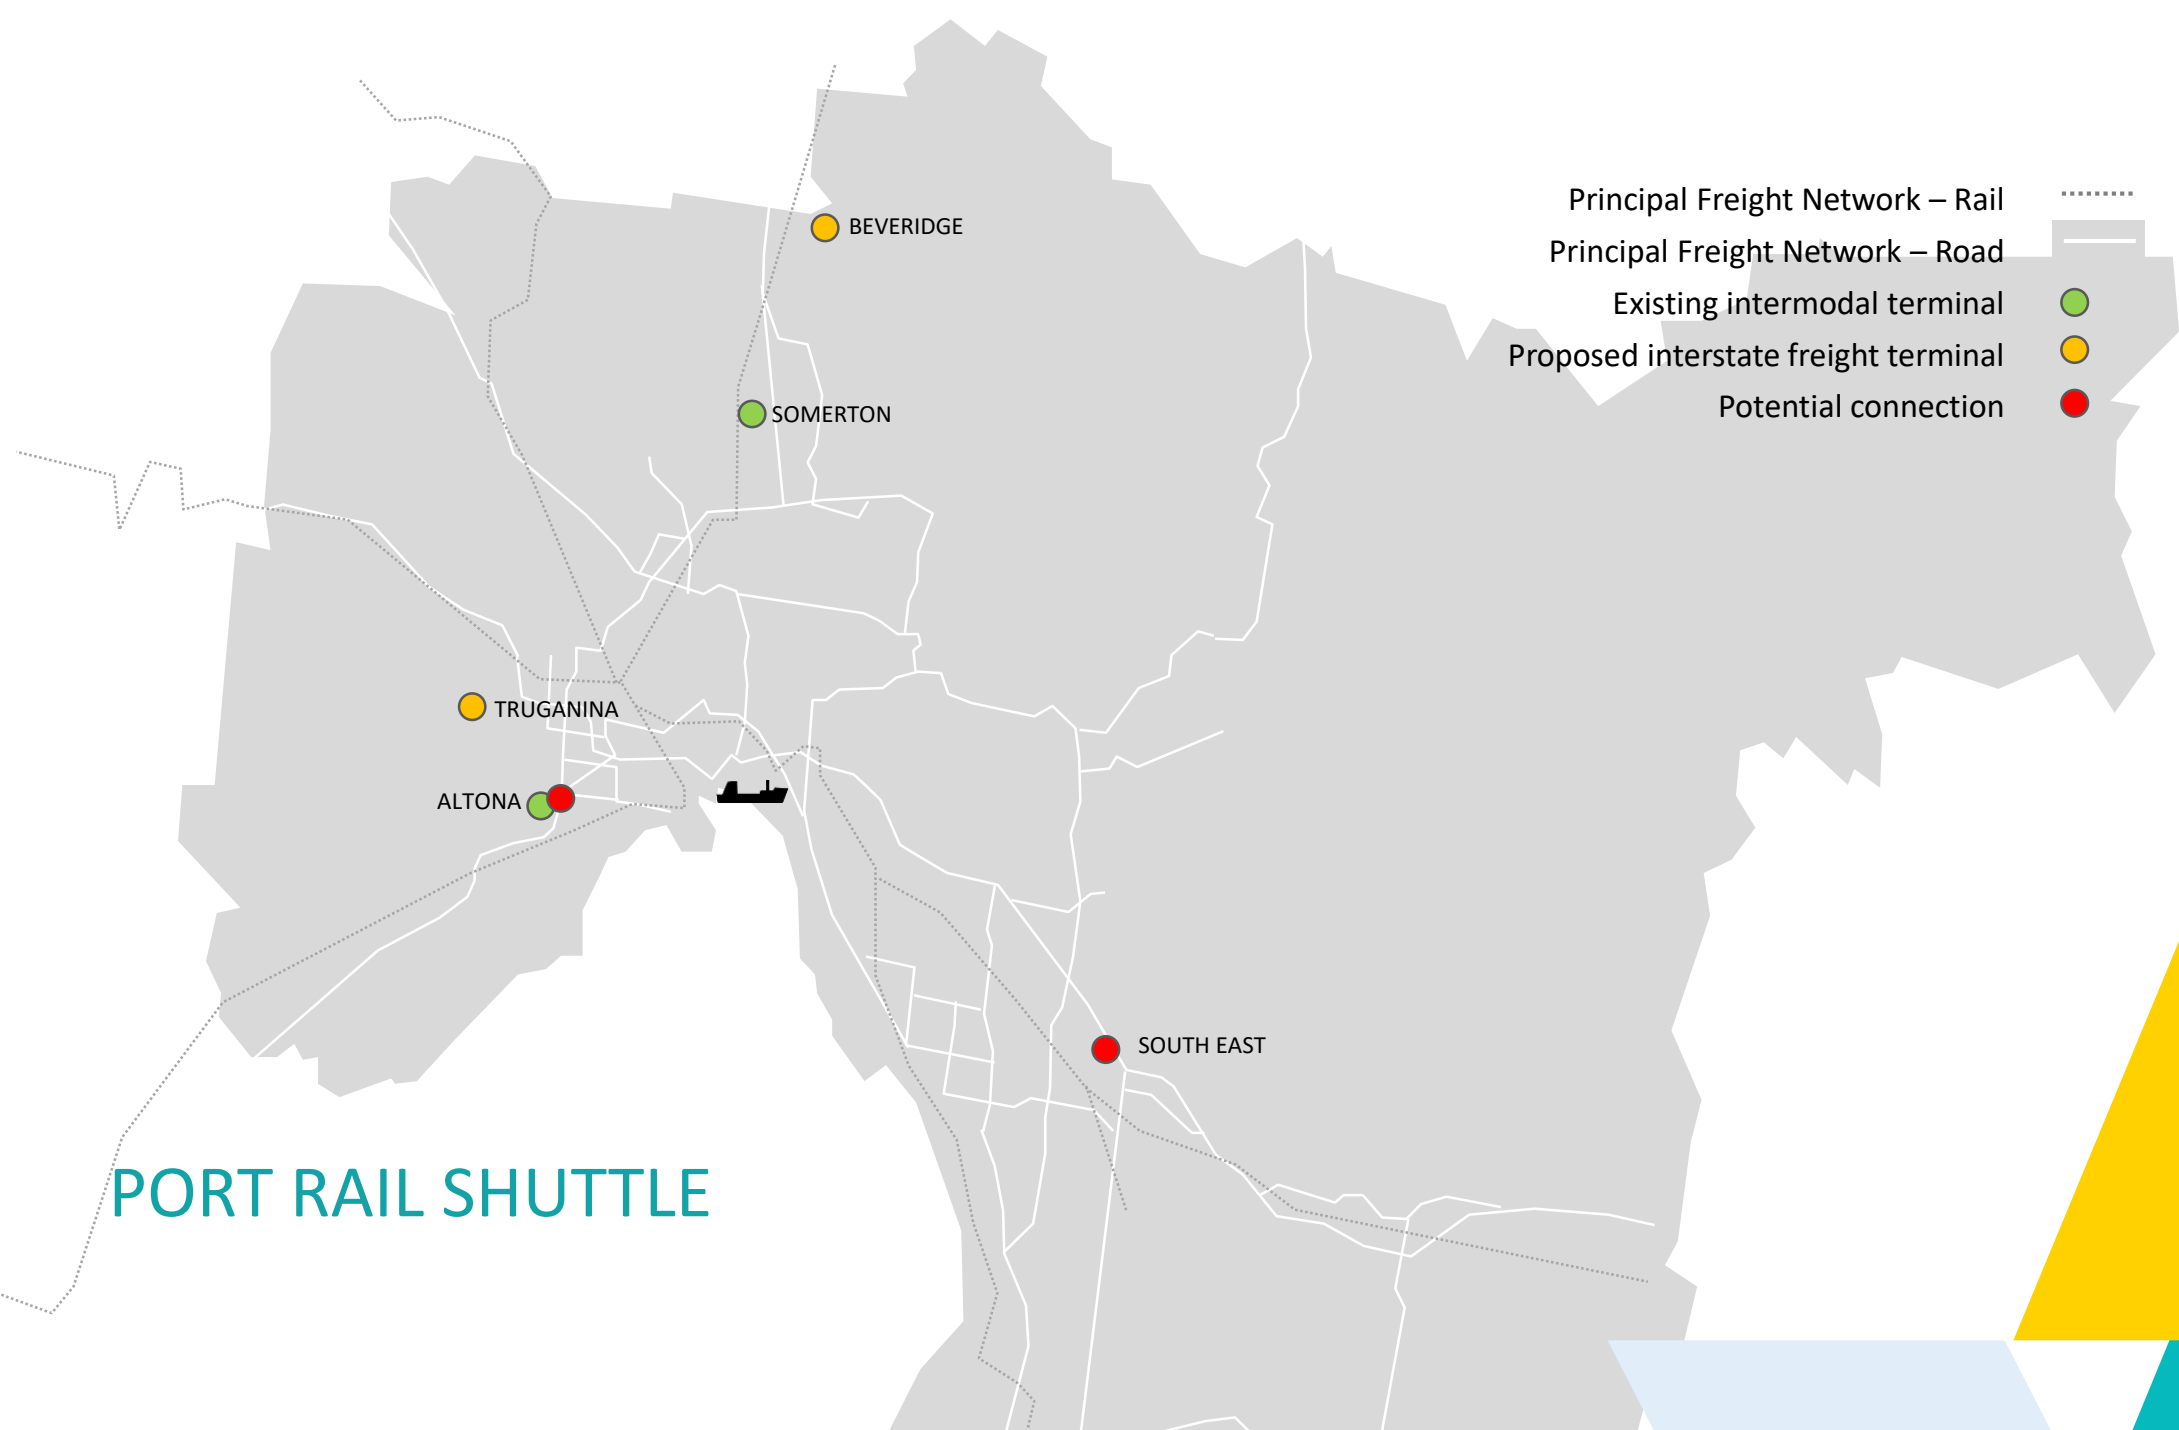 Principal Freight Network – Rail
BEVERIDGE
Principal Freight Network – Road
Existing intermodal terminal
Proposed interstate freight terminal
SOMERTON
Potential connection
TRUGANINA
ALTONA
SOUTH EAST
PORT RAIL SHUTTLE